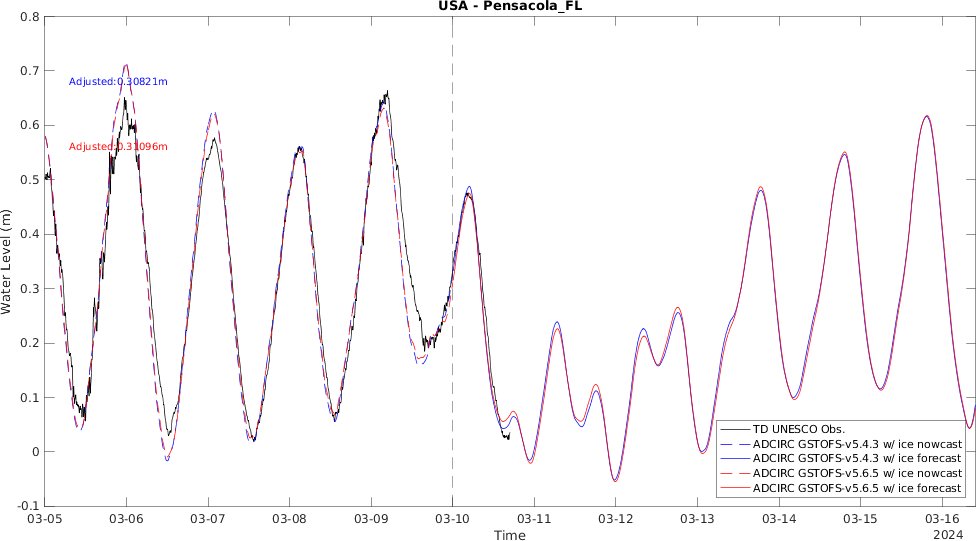 USA - Pensacola_FL
0.8
0.7
Adjusted:0.30821m
0.6
Adjusted:0.31096m
0.5
0.4
Water Level (m)
0.3
0.2
0.1
0
-0.1
TD UNESCO Obs.
ADCIRC GSTOFS-v5.4.3 w/ ice nowcast
ADCIRC GSTOFS-v5.4.3 w/ ice forecast
ADCIRC GSTOFS-v5.6.5 w/ ice nowcast
ADCIRC GSTOFS-v5.6.5 w/ ice forecast
03-05 03-06 03-07 03-08 03-09 03-10 03-11 03-12 03-13 03-14 03-15 03-16
Time
2024